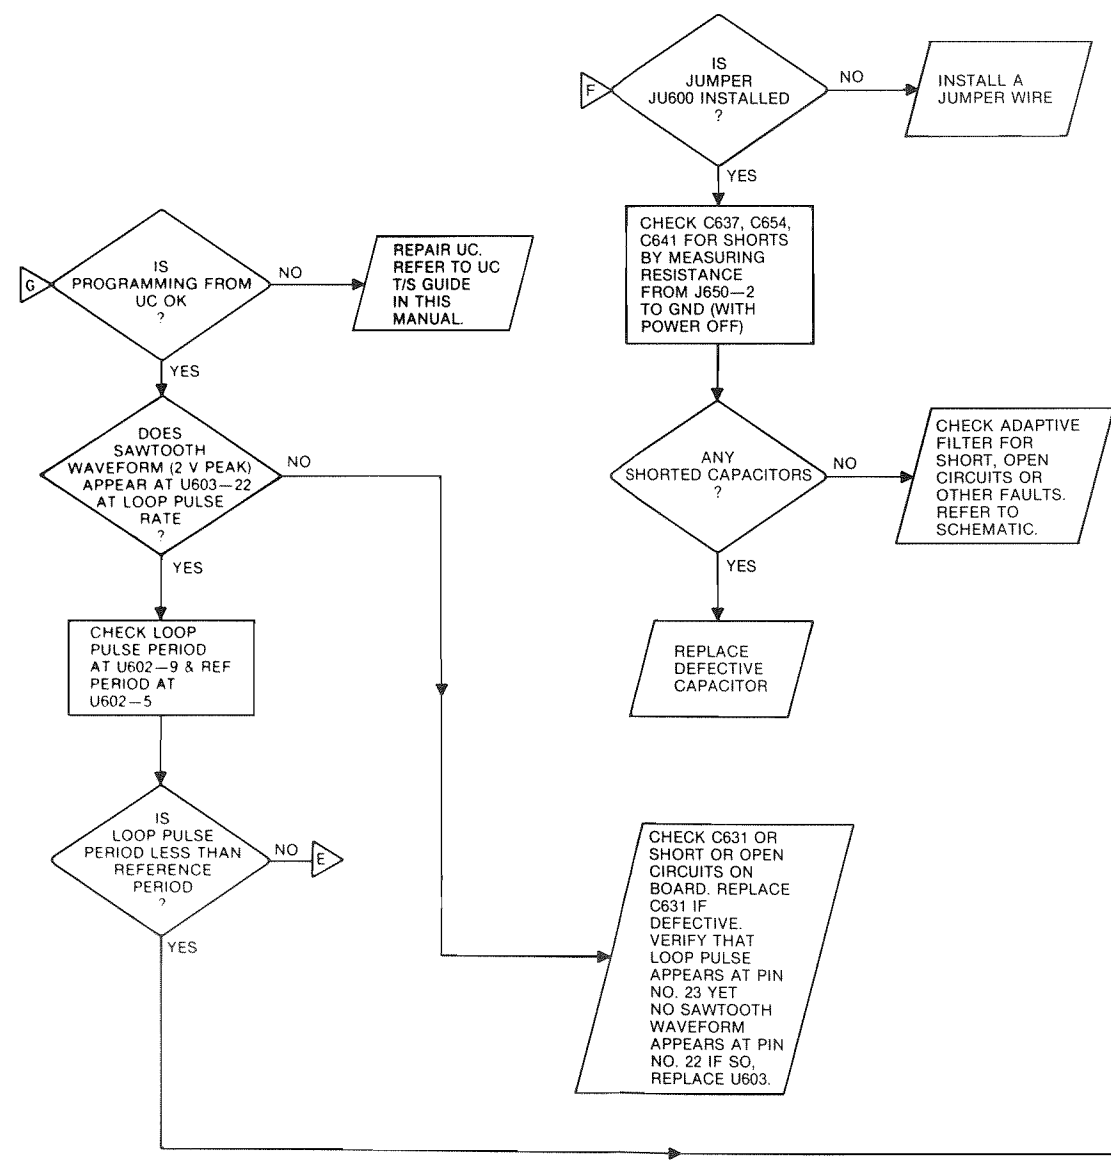 F
IS
JUMPER
JU600 INSTALLED
?
NO
INSTALL A
JUMPER WIRE
YES
CHECK C637, C654,
C641 FOR SHORTS
BY MEASURING
RESISTANCE
FROM J650—2
TO GND (WITH
POWER OFF)
ANY
SHORTED CAPACITORS
?
NO
CHECK ADAPTIVE
FILTER FOR
SHORT, OPEN
CIRCUITS OR
OTHER FAULTS.
REFER TO
SCHEMATIC.
YES
REPLACE
DEFECTIVE
CAPACITOR
G
IS
PROGRAMMING FROM
UC OK
?
NO
REPAIR UC.
REFER TO UC
T/S GUIDE
IN THIS
MANUAL.
YES
DOES
SAWTOOTH
WAVEFORM (2 V PEAK)
APPEAR AT U603—22
AT LOOP PULSE
RATE
?
NO
YES
CHECK LOOP
PULSE PERIOD
AT U602—9 & REF
PERIOD AT
U602—5
IS
LOOP PULSE
PERIOD LESS THAN
REFERENCE
PERIOD
?
NO
E
YES
CHECK C631 OR
SHORT OR OPEN
CIRCUITS ON
BOARD. REPLACE
C631 IF
DEFECTIVE.
VERIFY THAT
LOOP PULSE
APPEARS AT PIN
NO. 23 YET
NO SAWTOOTH
WAVEFORM
APPEARS AT PIN
NO. 22 IF SO,
REPLACE U603.